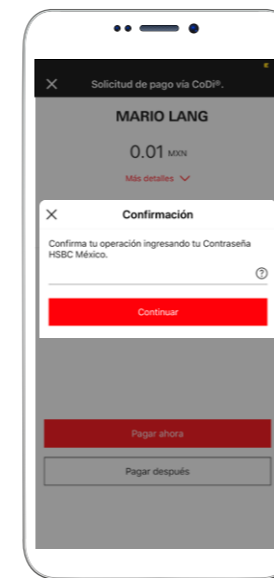 Solicitud de pago vía CoDi®.
MARIO LANG
0.01 MXN
Más detalles
Confirmación
Confirma tu operación ingresando tu Contraseña
HSBC México.
Continuar
Pagar ahora
Pagar después